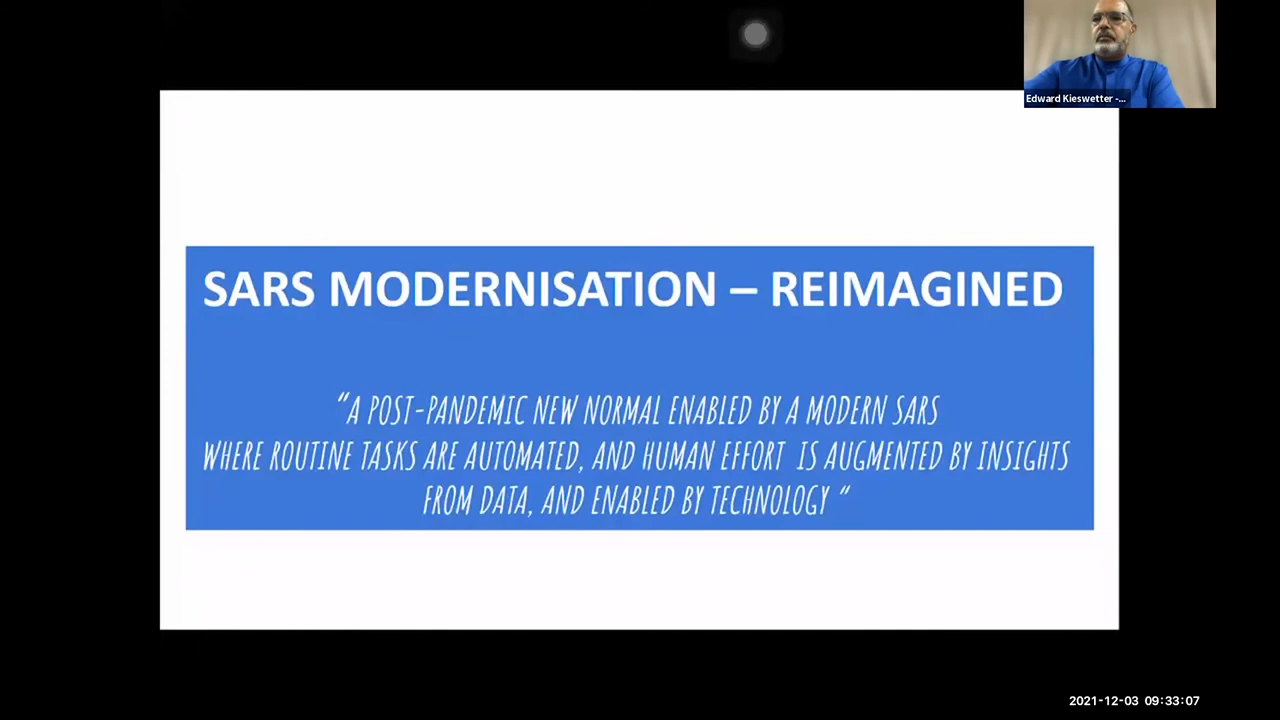 Edward Kieswetter -...
SARS MODERNISATION – REIMAGINED
“A POST-PANDEMIC NEW NORMAL ENABLED BY A MODERN SARS
WHERE ROUTINE TASKS ARE AUTOMATED, AND HUMAN EFFORT IS AUGMENTED BY INSIGHTS
FROM DATA, AND ENABLED BY TECHNOLOGY “
2021-12-03 09:33:07